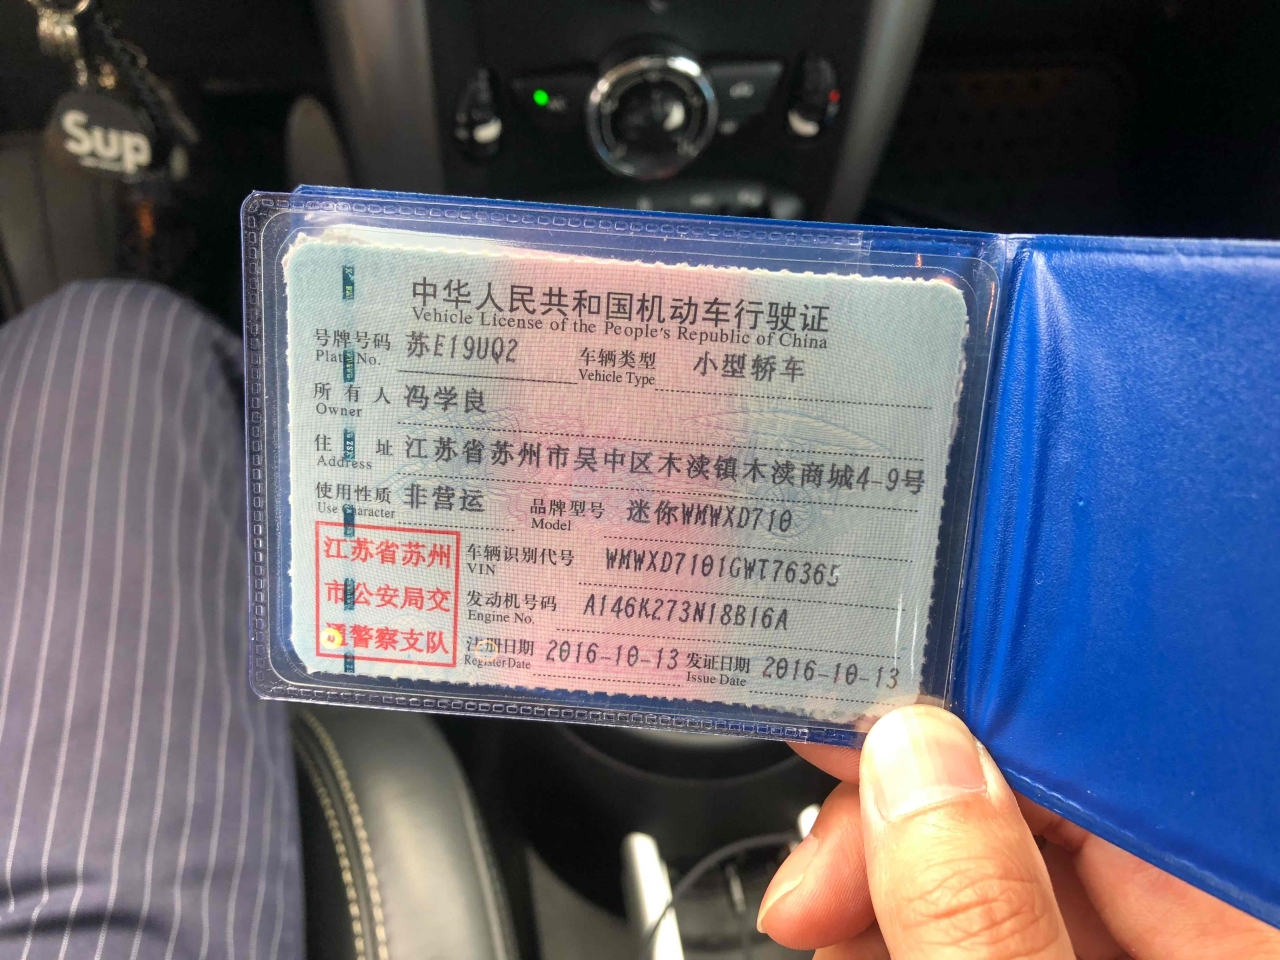 Sup
中华人民共和国机动车行驶证
Vehicle License of the People's Republic of China
号牌号码 苏E19UQ2 车辆类型 小型轿车
Plate No. Vehicle Type
所有人 冯学良
Owner
住址 江苏省苏州市吴中区木渎镇木渎商城4-9号
Address
使用性质 非营运 品牌型号 迷你WMWXD710
Use Character Model
江苏省苏州
市公安局交
通警察支队
车辆识别代号 WMWXD7101GWT76365
VIN
发动机号码 A146K273N18B16A
Engine No.
注册日期 2016-10-13 发证日期 2016-10-13
Register Date Issue Date